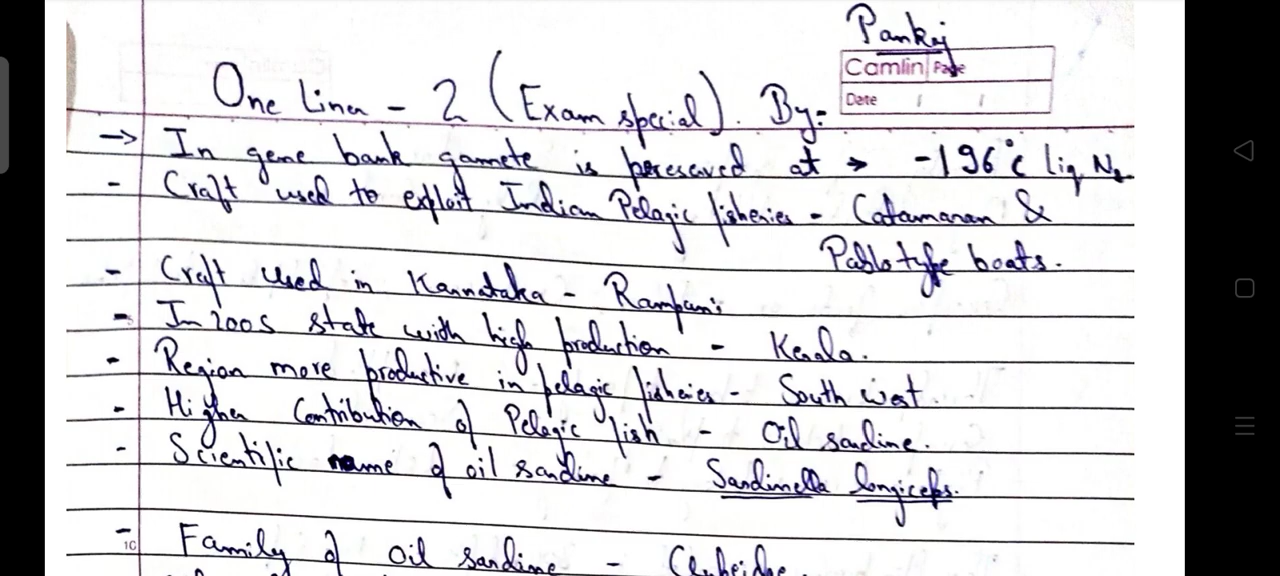 Pankaj
Camlin Page
Date / /
One Liner - 2 (Exam special). By:-
→ In gene bank gamete is pereserved at → -196°c liq N2
- Craft used to exploit Indian Pelagic fisheries - Catamaran &
Pablo type boats.
- Craft used in Karnataka - Rampani
- In 2005 state with high production - Kerala.
- Region more productive in pelagic fisheries - South west
- Higher Contribution of Pelagic fish - Oil sardine.
- Scientific name of oil sardine - Sardinella longiceps.
- Family of Oil sardine - Clupeidae.
10